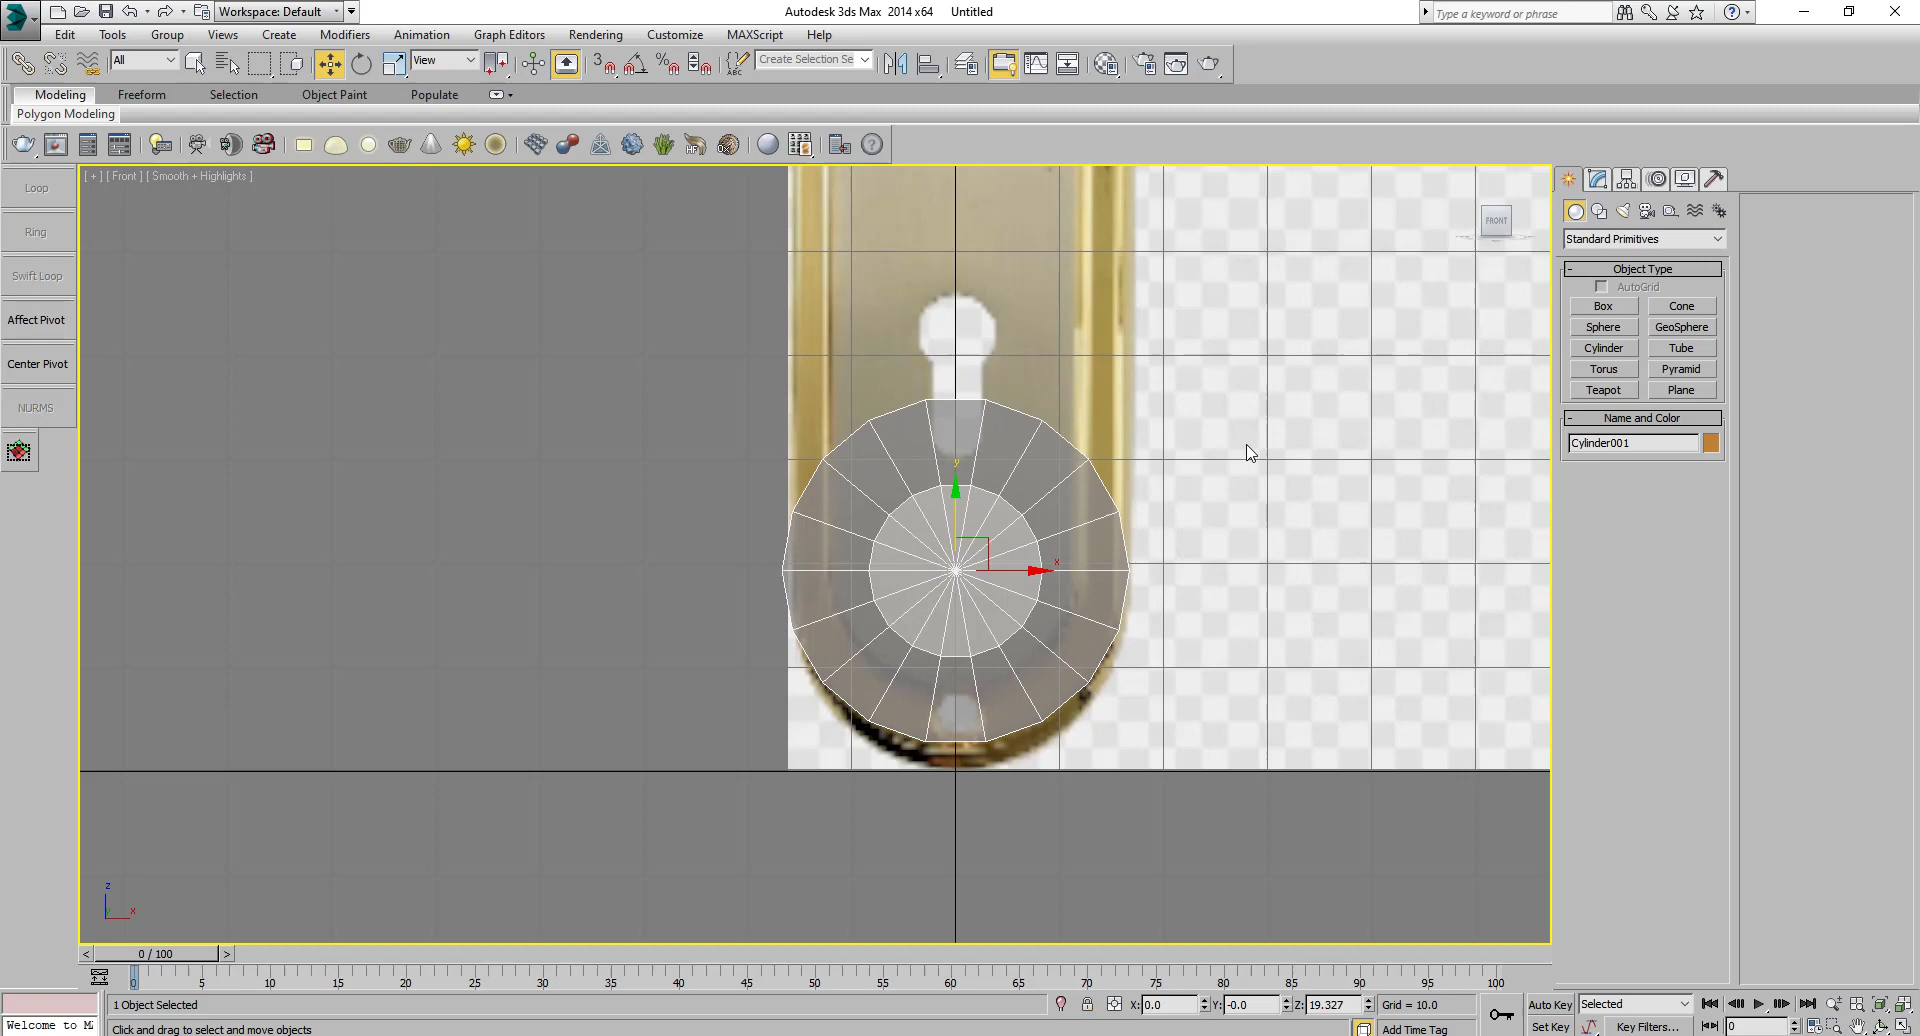 Workspace: Default
Autodesk 3ds Max 2014 x64 Untitled
Type a keyword or phrase
Edit Tools Group Views Create Modifiers Animation Graph Editors Rendering Customize MAXScript Help
All View Create Selection Se
Modeling Freeform Selection Object Paint Populate
Polygon Modeling
[ + ] [ Front ] [ Smooth + Highlights ]
Loop
Ring
Swift Loop
Affect Pivot
Center Pivot
NURMS
FRONT
y
x
z
x
Standard Primitives
- Object Type
AutoGrid
Box Cone
Sphere GeoSphere
Cylinder Tube
Torus Pyramid
Teapot Plane
- Name and Color
Cylinder001
< 0 / 100 >
0 5 10 15 20 25 30 35 40 45 50 55 60 65 70 75 80 85 90 95 100
1 Object Selected X: 0.0 Y: -0.0 Z: 19.327 Grid = 10.0 Auto Key Selected
Welcome to MA Click and drag to select and move objects Add Time Tag Set Key Key Filters... 0